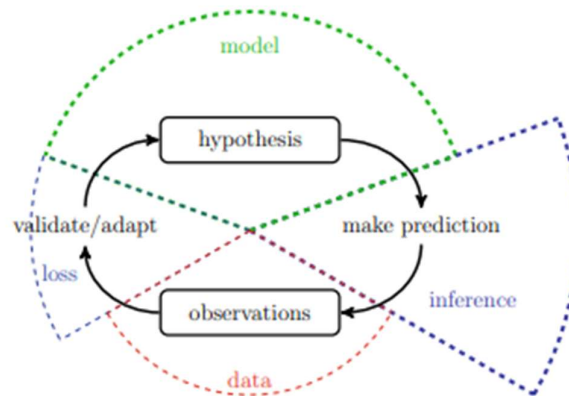 model
hypothesis
validate/adapt
make prediction
loss
inference
observations
data